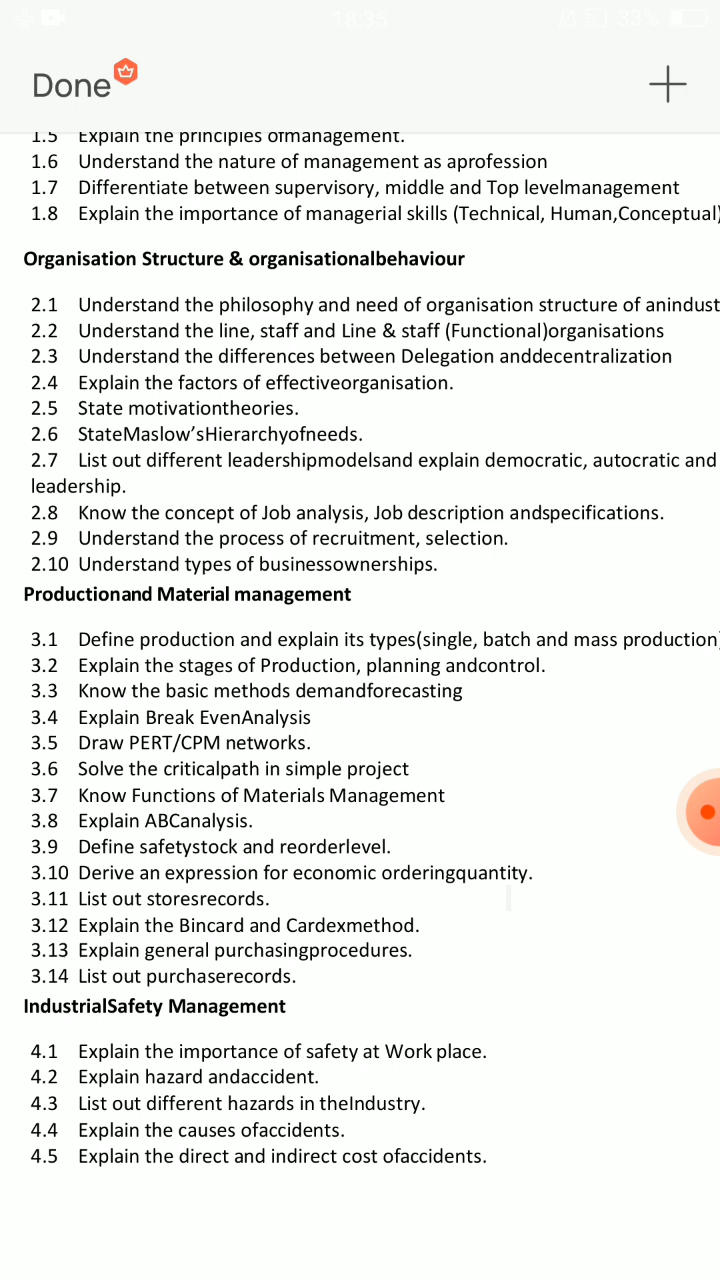 18:35
33%
Done
1.5 Explain the principles ofmanagement.
1.6 Understand the nature of management as aprofession
1.7 Differentiate between supervisory, middle and Top levelmanagement
1.8 Explain the importance of managerial skills (Technical, Human,Conceptual)
Organisation Structure & organisationalbehaviour
2.1 Understand the philosophy and need of organisation structure of anindust
2.2 Understand the line, staff and Line & staff (Functional)organisations
2.3 Understand the differences between Delegation anddecentralization
2.4 Explain the factors of effectiveorganisation.
2.5 State motivationtheories.
2.6 StateMaslow’sHierarchyofneeds.
2.7 List out different leadershipmodelsand explain democratic, autocratic and
leadership.
2.8 Know the concept of Job analysis, Job description andspecifications.
2.9 Understand the process of recruitment, selection.
2.10 Understand types of businessownerships.
Productionand Material management
3.1 Define production and explain its types(single, batch and mass production)
3.2 Explain the stages of Production, planning andcontrol.
3.3 Know the basic methods demandforecasting
3.4 Explain Break EvenAnalysis
3.5 Draw PERT/CPM networks.
3.6 Solve the criticalpath in simple project
3.7 Know Functions of Materials Management
3.8 Explain ABCanalysis.
3.9 Define safetystock and reorderlevel.
3.10 Derive an expression for economic orderingquantity.
3.11 List out storesrecords.
3.12 Explain the Bincard and Cardexmethod.
3.13 Explain general purchasingprocedures.
3.14 List out purchaserecords.
IndustrialSafety Management
4.1 Explain the importance of safety at Work place.
4.2 Explain hazard andaccident.
4.3 List out different hazards in theIndustry.
4.4 Explain the causes ofaccidents.
4.5 Explain the direct and indirect cost ofaccidents.